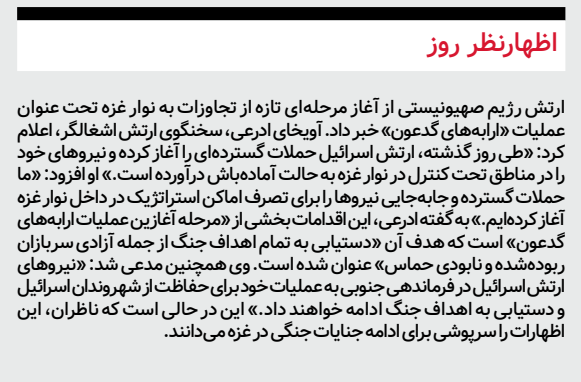 اظهارنظر روز
ارتش رژیم صهیونیستی از آغاز مرحله‌ای تازه از تجاوزات به نوار غزه تحت عنوان
عملیات «ارابه‌های گدعون» خبر داد. آویخای ادرعی، سخنگوی ارتش اشغالگر، اعلام
کرد: «طی روز گذشته، ارتش اسرائیل حملات گسترده‌ای را آغاز کرده و نیروهای خود
را در مناطق تحت کنترل در نوار غزه به حالت آماده‌باش درآورده است.» او افزود: «ما
حملات گسترده و جابه‌جایی نیروها را برای تصرف اماکن استراتژیک در داخل نوار غزه
آغاز کرده‌ایم.» به گفته ادرعی، این اقدامات بخشی از «مرحله آغازین عملیات ارابه‌های
گدعون» است که هدف آن «دستیابی به تمام اهداف جنگ از جمله آزادی سربازان
ربوده‌شده و نابودی حماس» عنوان شده است. وی همچنین مدعی شد: «نیروهای
ارتش اسرائیل در فرماندهی جنوبی به عملیات خود برای حفاظت از شهروندان اسرائیل
و دستیابی به اهداف جنگ ادامه خواهند داد.» این در حالی است که ناظران، این
اظهارات را سرپوشی برای ادامه جنایات جنگی در غزه می‌دانند.